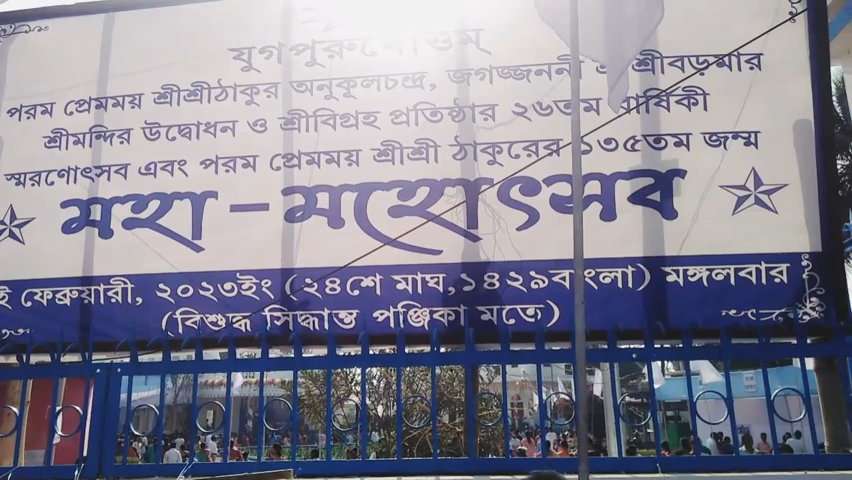 যুগপুরুষোত্তম্
পরম প্রেমময় শ্রীশ্রীঠাকুর অনুকুলচন্দ্র, জগজ্জননী শ্রীবড়মার
শ্রীমন্দির উদ্বোধন ও শ্রীবিগ্রহ প্রতিষ্ঠার ২৬তম বার্ষিকী
স্মরণোৎসব এবং পরম প্রেমময় শ্রীশ্রী ঠাকুরের ১৩৫তম জন্ম
মহা-মহোৎসব
ই ফেব্রুয়ারী, ২০২৩ইং (২৪শে মাঘ,১৪২৯বাংলা) মঙ্গলবার
(বিশুদ্ধ সিদ্ধান্ত পঞ্জিকা মতে)